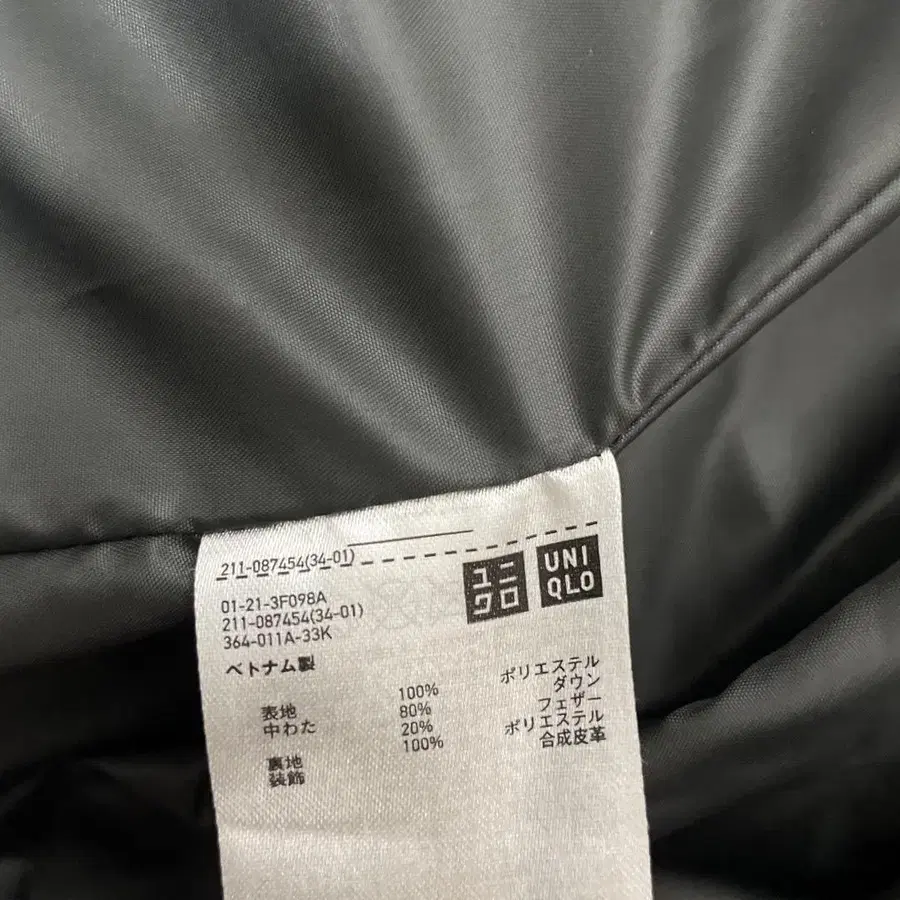 211-087454(34-01)
ユニ
クロ
UNI
QLO
01-21-3F098A
211-087454(34-01)
364-011A-33K
ベトナム製
表地 100% ポリエステル
中わた 80% ダウン
20% フェザー
裏地 100% ポリエステル
装飾 合成皮革